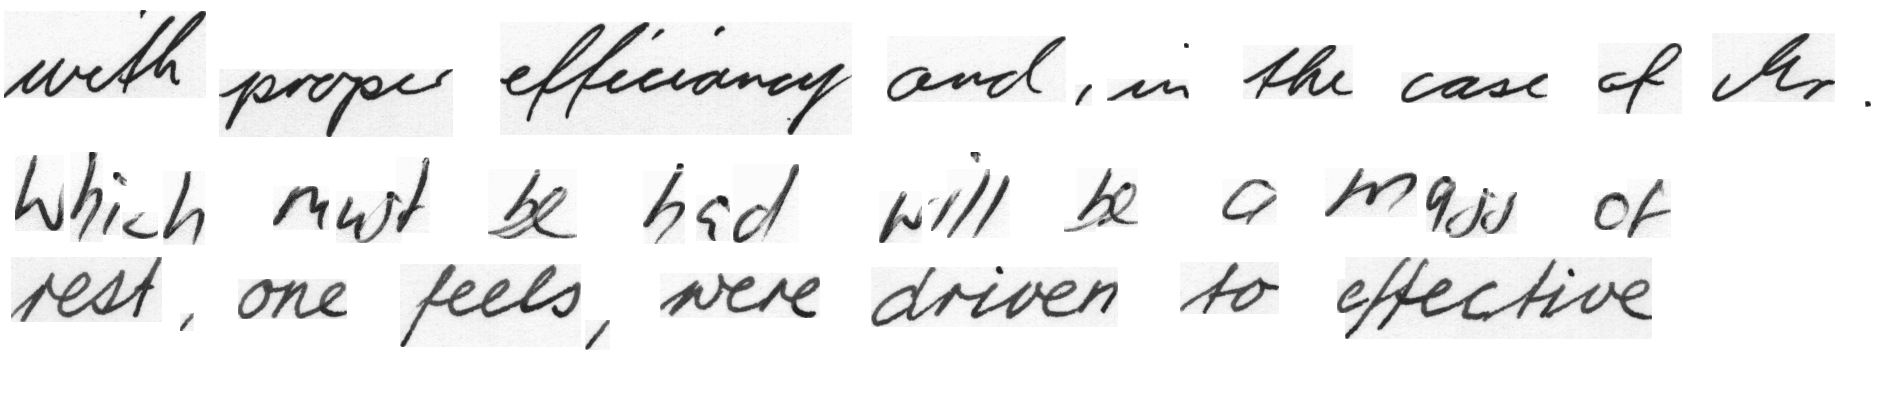 with proper efficiancy and , in the case of Mr .
Which must be had will be a mass of
rest , one feels , were driven to effective